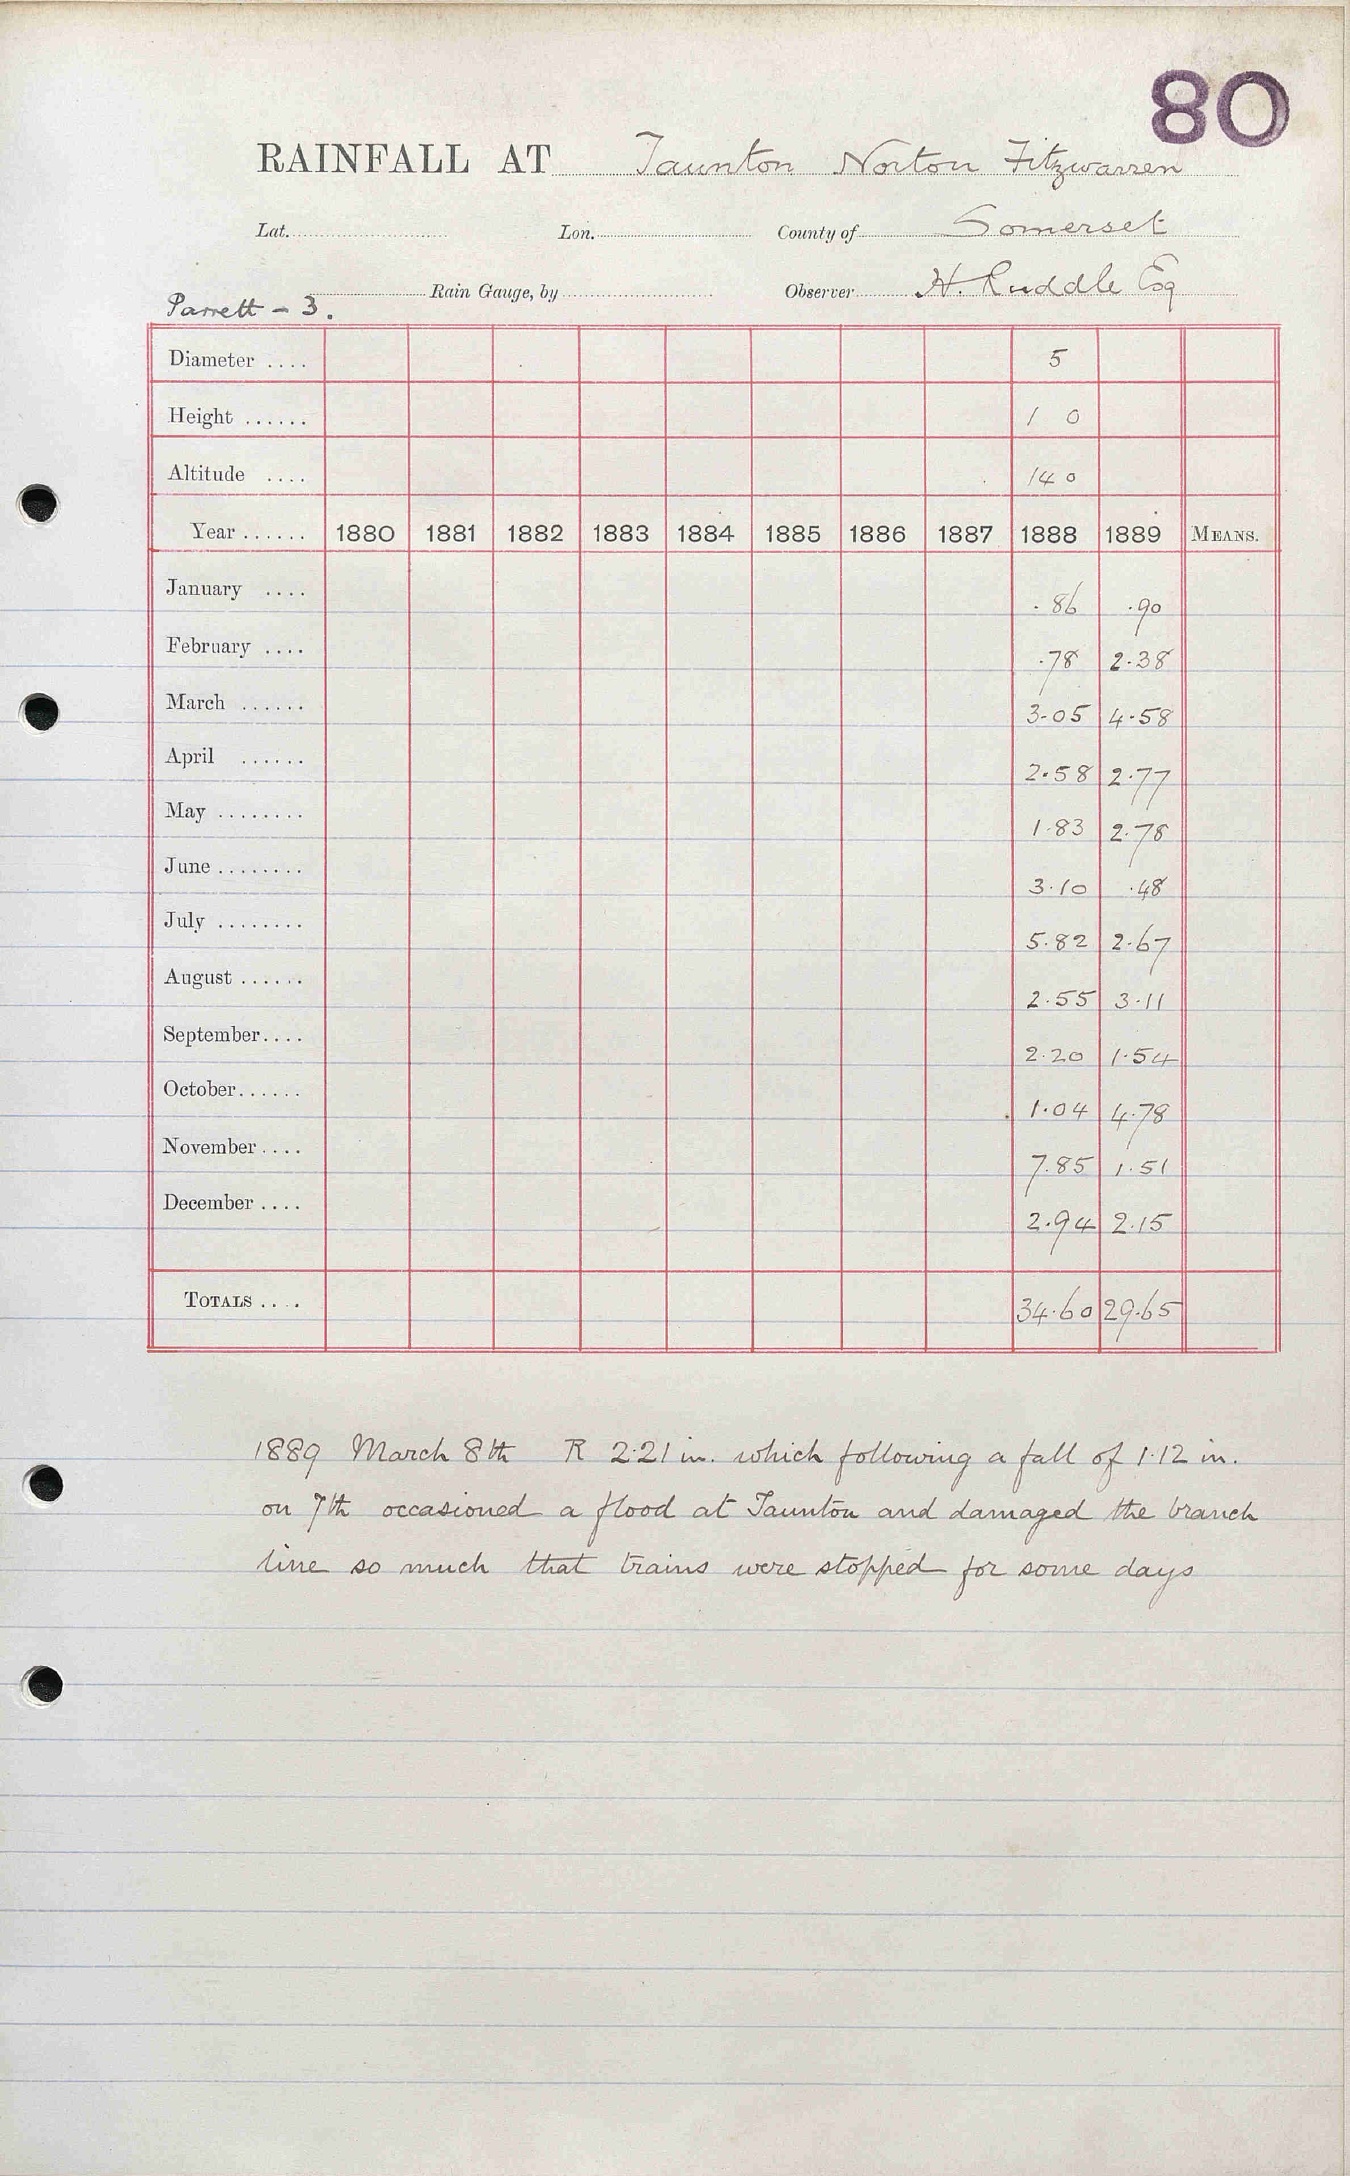 80
RAINFALL AT Taunton Norton Fitzwarren
Lat. Lon. County of Somerset
Rain Gauge, by Observer H. Ruddle Esq
Parrett - 3.
Diameter .... 5
Height ...... 1 0
Altitude .... 140
Year ...... 1880 1881 1882 1883 1884 1885 1886 1887 1888 1889 MEANS.
January .... .86 .90
February .... .78 2.38
March ...... 3.05 4.58
April ...... 2.58 2.77
May ........ 1.83 2.78
June ........ 3.10 .48
July ........ 5.82 2.67
August ...... 2.55 3.11
September.... 2.20 1.54
October...... 1.04 4.78
November.... 7.85 1.51
December .... 2.94 2.15
TOTALS .... 34.60 29.65
1889 March 8th R 2.21 in. which following a fall of 1.12 in.
on 7th occasioned a flood at Taunton and damaged the branch
line so much that trains were stopped for some days